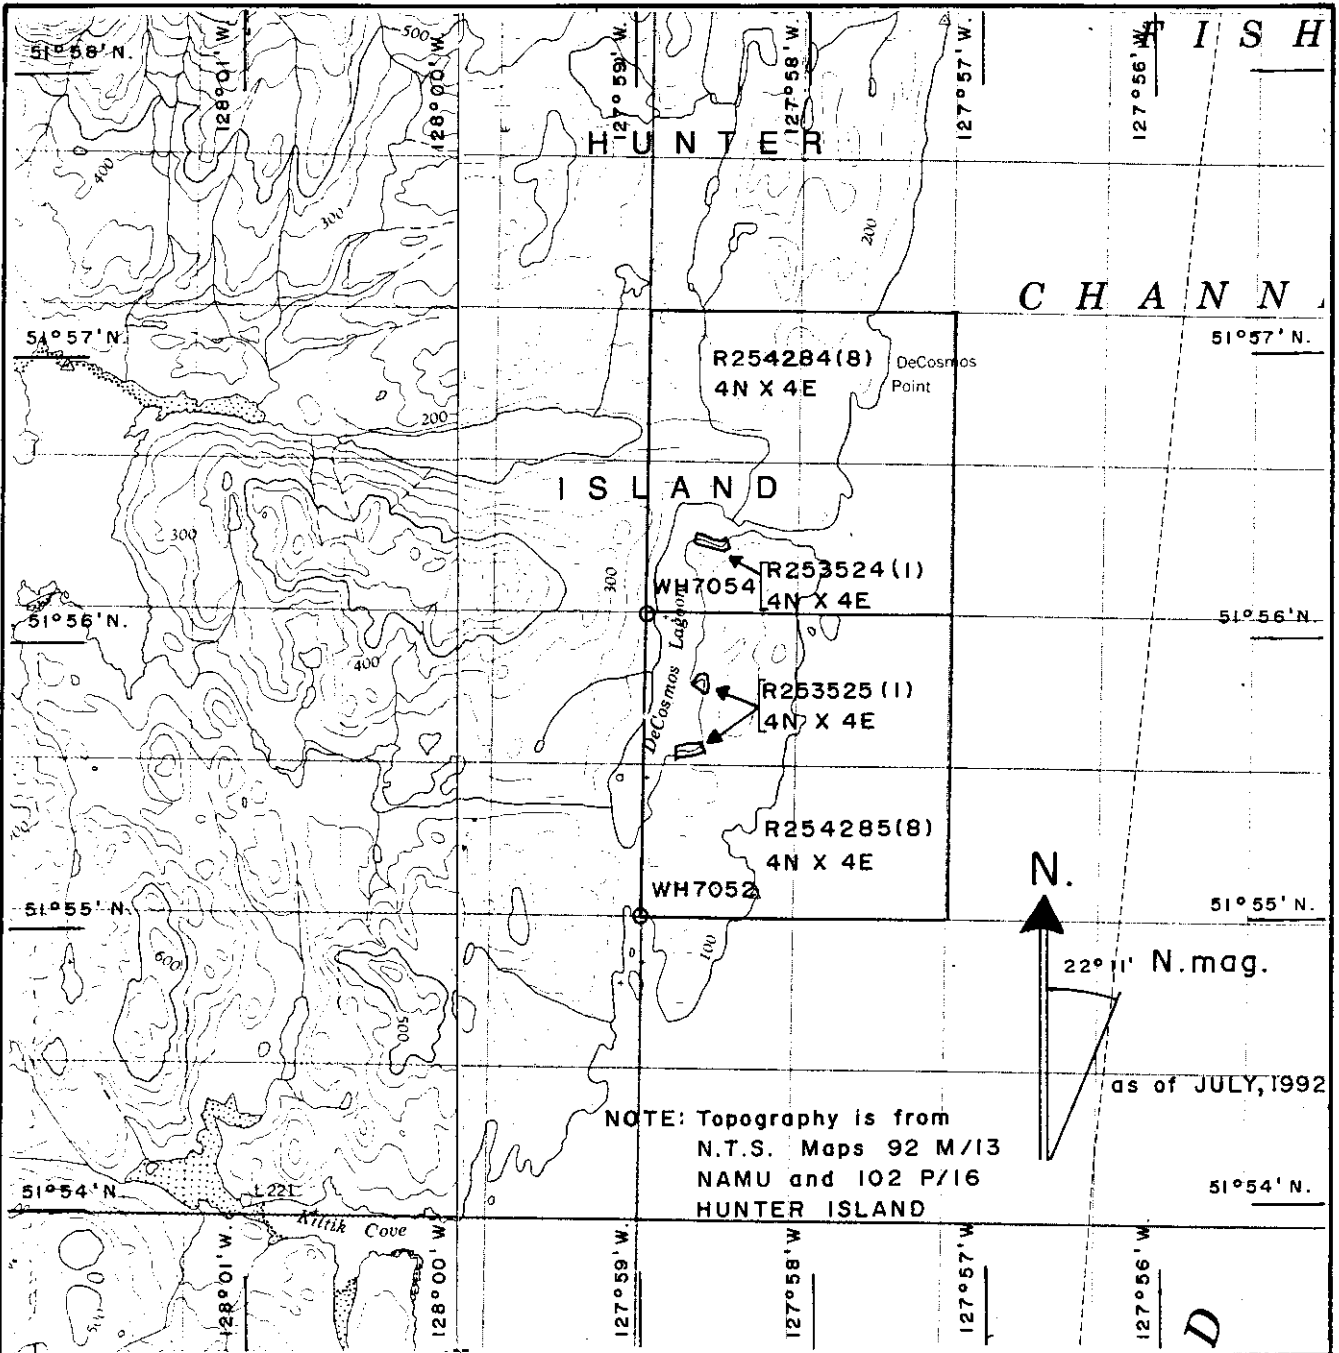 51°58'N.
128°01'W.
500
128°00'W.
127°59'W.
127°58'W.
127°57'W.
127°56'W.
FISH
HUNTER
400
300
200
CHANN
51°57'N.
R254284(8)
4N X 4E
DeCosmos
Point
51°57'N.
200
ISLAND
300
300
R253524(1)
4N X 4E
WH7054
51°56'N.
51°56'N.
400
DeCosmos Lagoon
R253525(1)
4N X 4E
R254285(8)
4N X 4E
WH7052
51°55'N.
51°55'N.
600
100
N.
22°11' N.mag.
500
as of JULY, 1992
NOTE: Topography is from
N.T.S. Maps 92 M/13
NAMU and 102 P/16
HUNTER ISLAND
51°54'N.
L221
51°54'N.
Kiltik Cove
128°01'W.
128°00'W.
127°59'W.
127°58'W
127°57'W.
127°56'W.
D